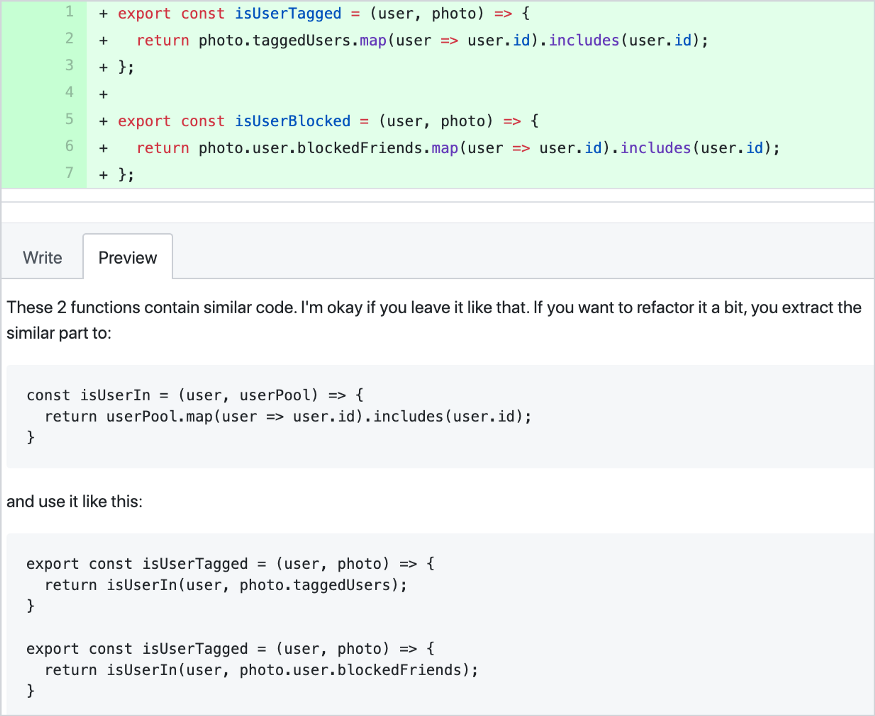 1 + export const isUserTagged = (user, photo) => {
2 +   return photo.taggedUsers.map(user => user.id).includes(user.id);
3 + };
4 +
5 + export const isUserBlocked = (user, photo) => {
6 +   return photo.user.blockedFriends.map(user => user.id).includes(user.id);
7 + };
Write Preview
These 2 functions contain similar code. I'm okay if you leave it like that. If you want to refactor it a bit, you extract the
similar part to:
const isUserIn = (user, userPool) => {
  return userPool.map(user => user.id).includes(user.id);
}
and use it like this:
export const isUserTagged = (user, photo) => {
  return isUserIn(user, photo.taggedUsers);
}
export const isUserTagged = (user, photo) => {
  return isUserIn(user, photo.user.blockedFriends);
}